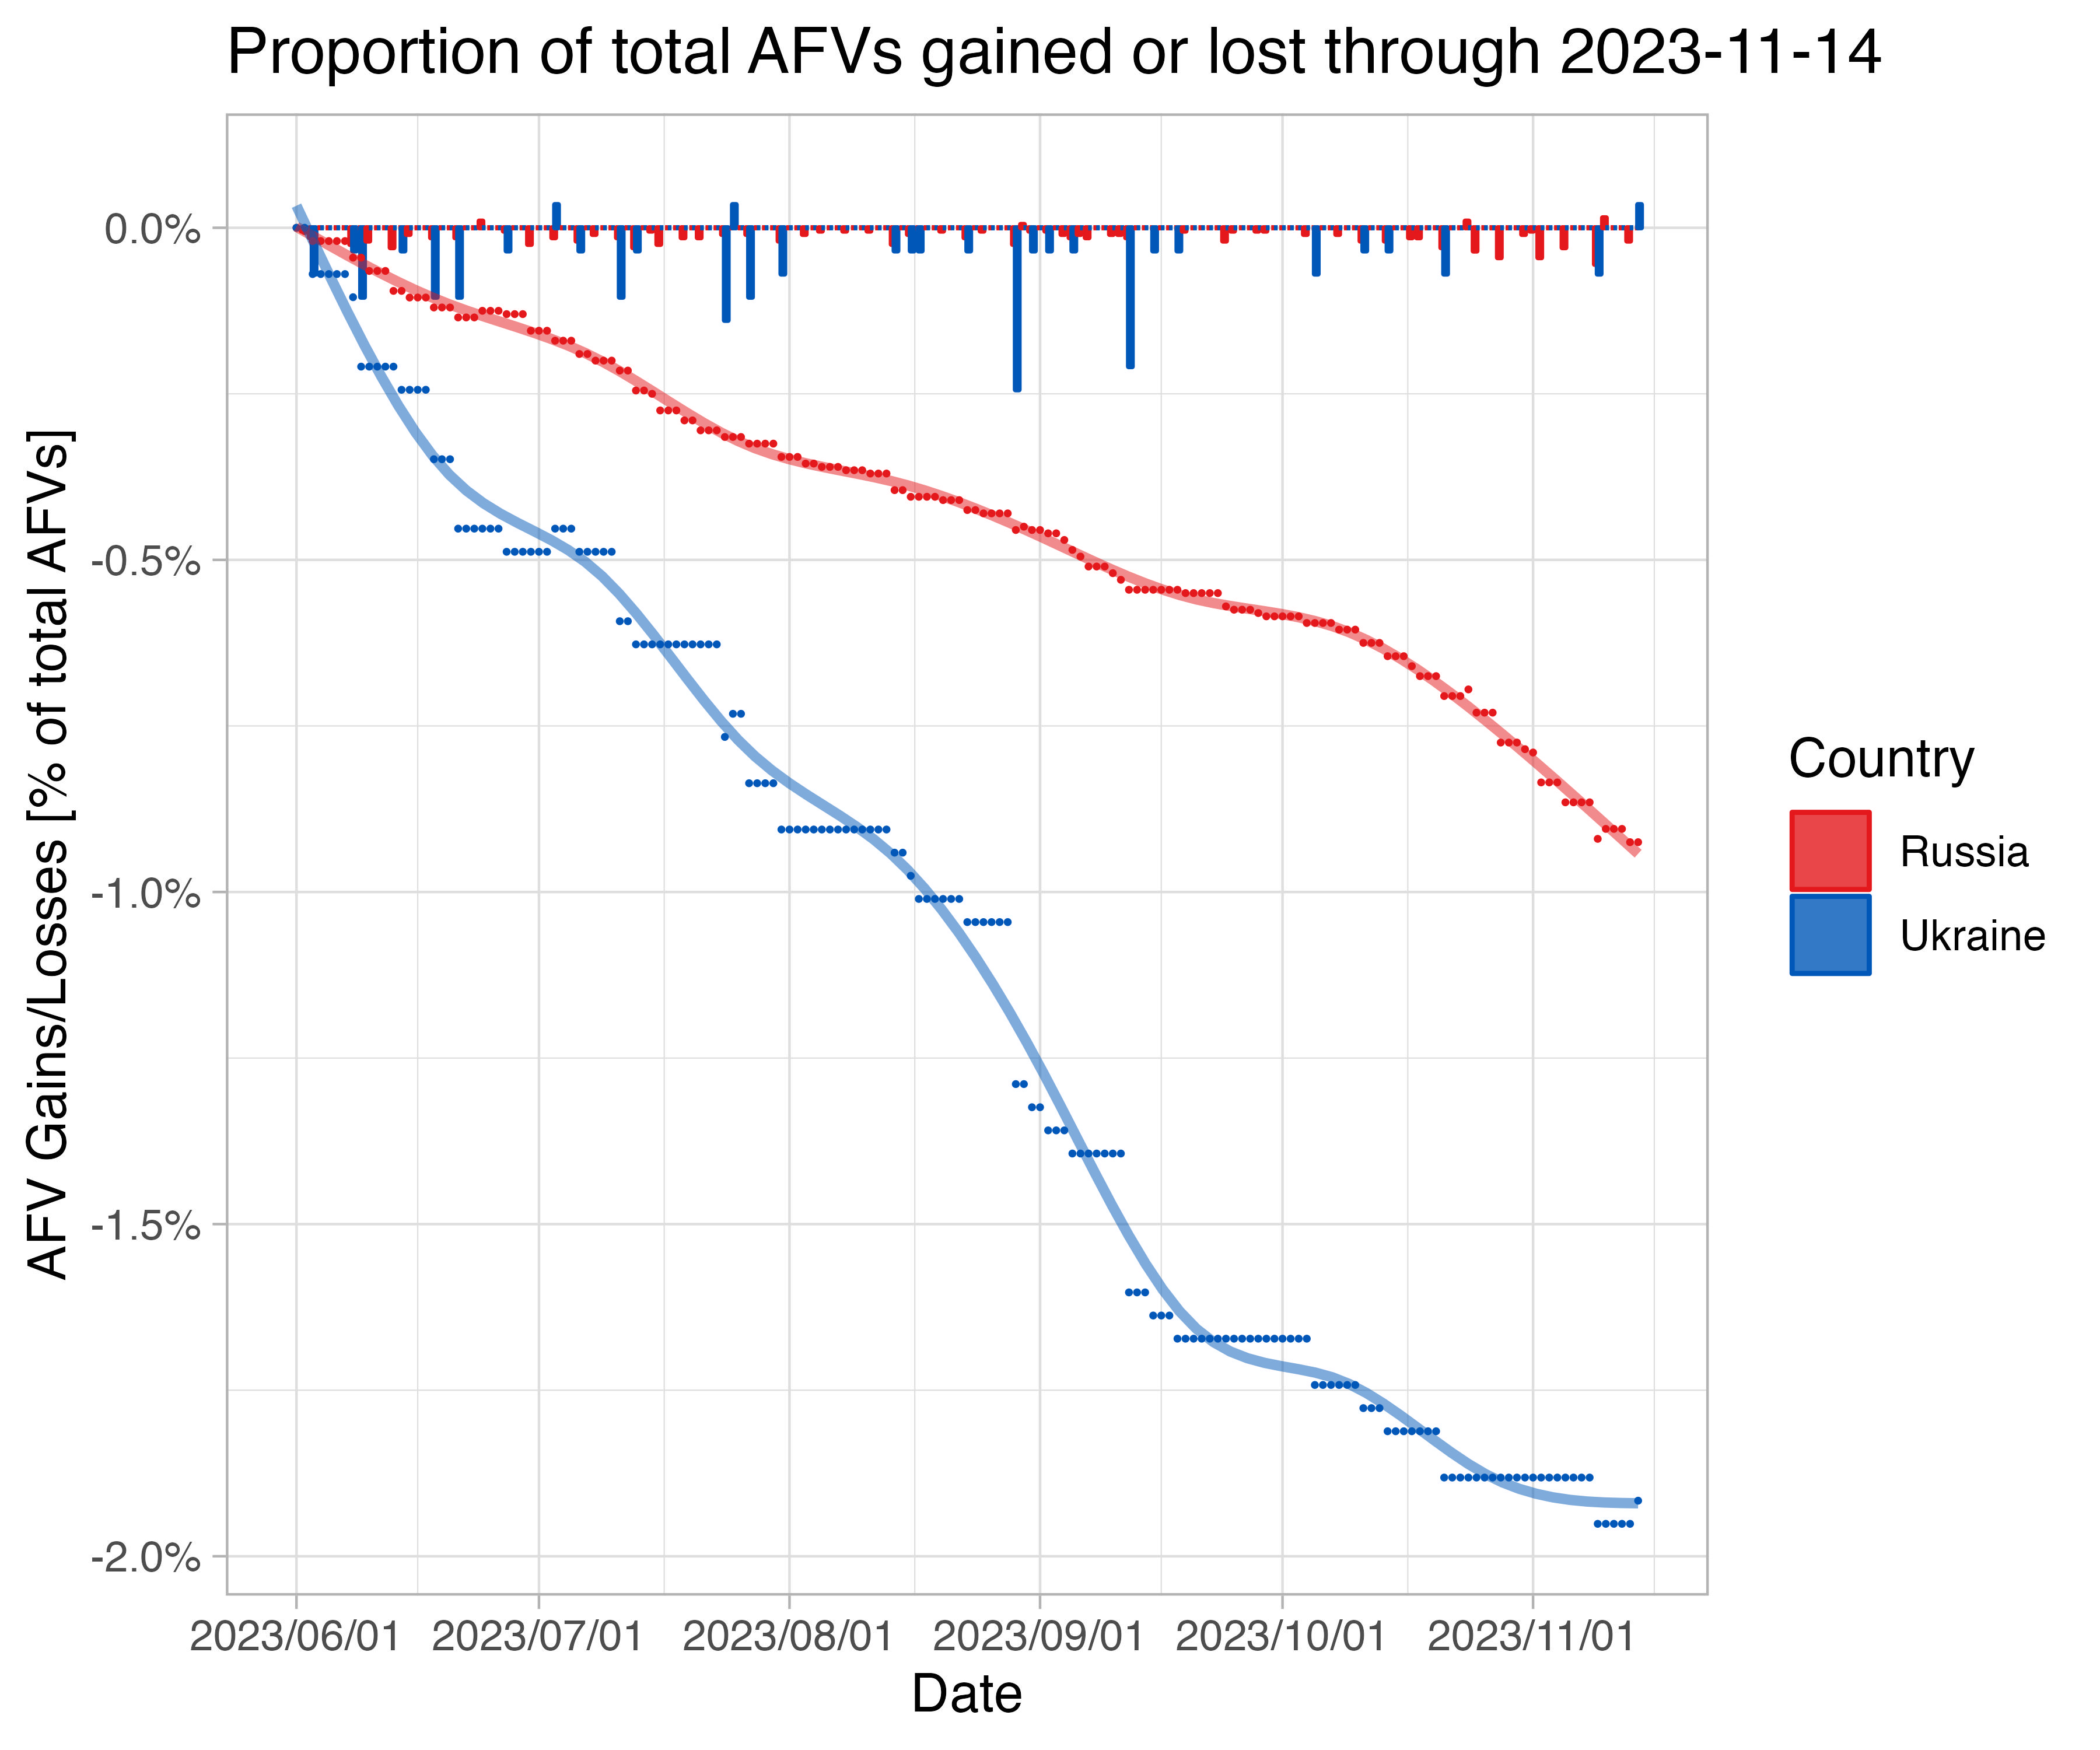 Proportion of total AFVs gained or lost through 2023-11-14
AFV Gains/Losses [% of total AFVs]
0.0%
-0.5%
-1.0%
-1.5%
-2.0%
2023/06/01
2023/07/01
2023/08/01
2023/09/01
2023/10/01
2023/11/01
Date
Country
Russia
Ukraine